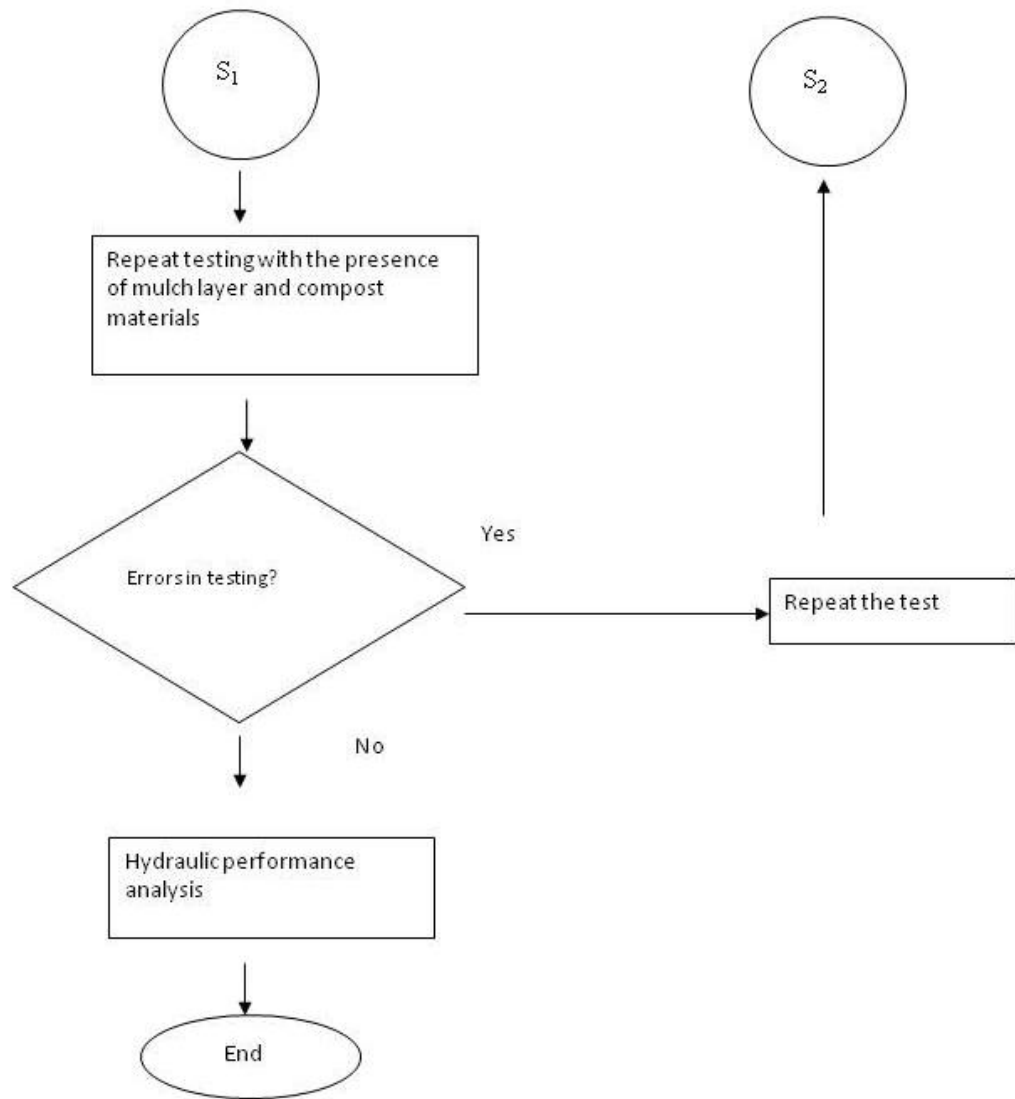 S₁
S₂
Repeat testing with the presence
of mulch layer and compost
materials
Errors in testing?
Yes
Repeat the test
No
Hydraulic performance
analysis
End